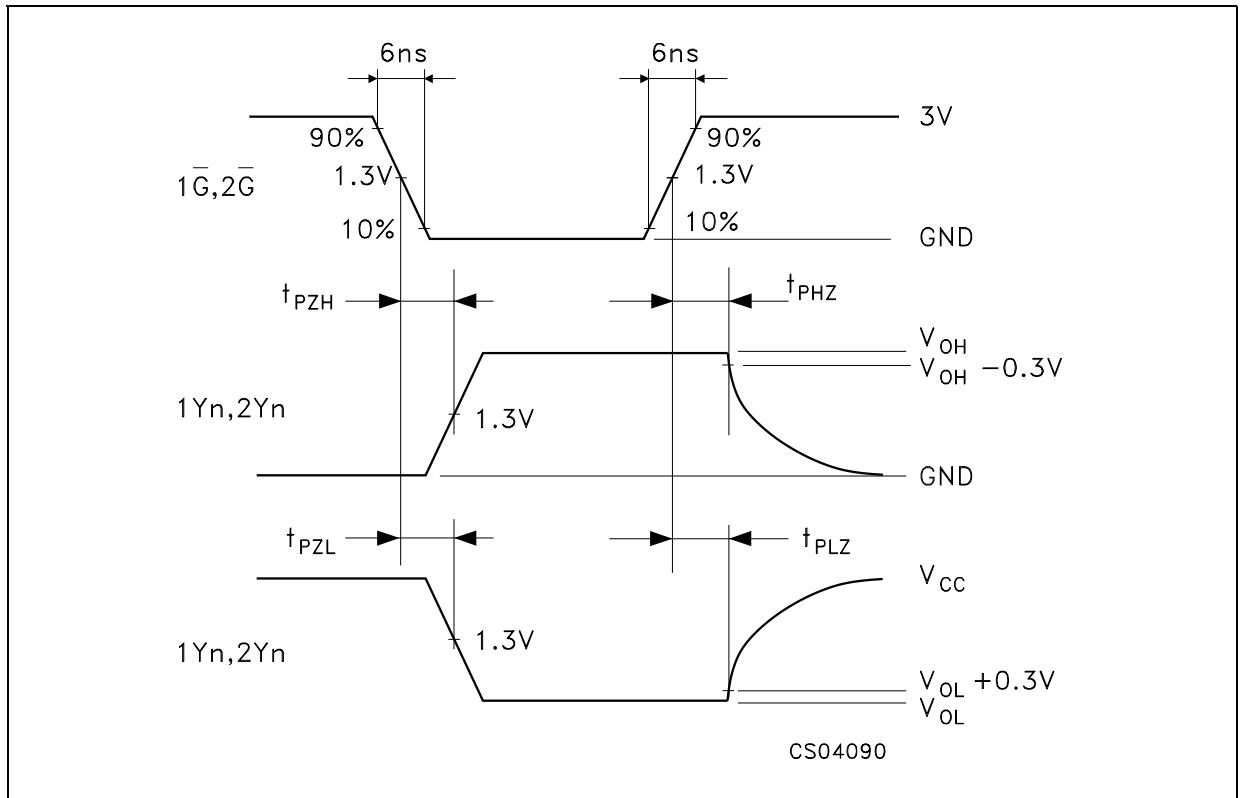 6ns 6ns
3V
90% 90%
1.3V 1.3V
1G̅,2G̅
10% 10%
GND
tPZH tPHZ
VOH
VOH −0.3V
1Yn,2Yn
1.3V
GND
tPZL tPLZ
VCC
1.3V
1Yn,2Yn
VOL +0.3V
VOL
CS04090